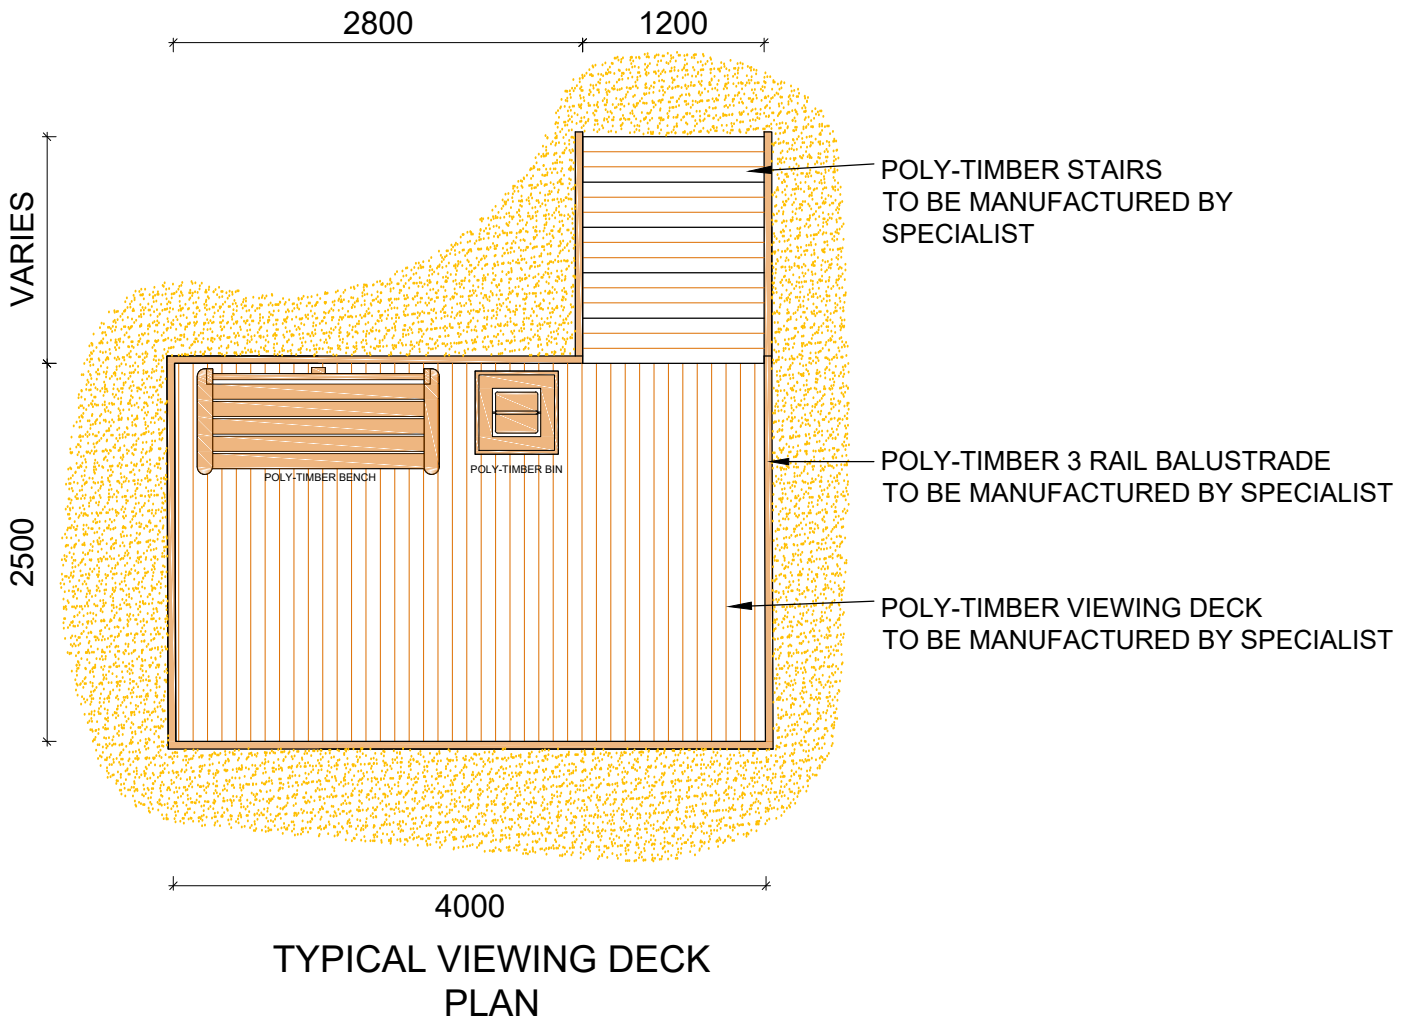 2800
1200
VARIES
POLY-TIMBER STAIRS
TO BE MANUFACTURED BY
SPECIALIST
POLY-TIMBER BENCH
POLY-TIMBER BIN
POLY-TIMBER 3 RAIL BALUSTRADE
TO BE MANUFACTURED BY SPECIALIST
2500
POLY-TIMBER VIEWING DECK
TO BE MANUFACTURED BY SPECIALIST
4000
TYPICAL VIEWING DECK
PLAN